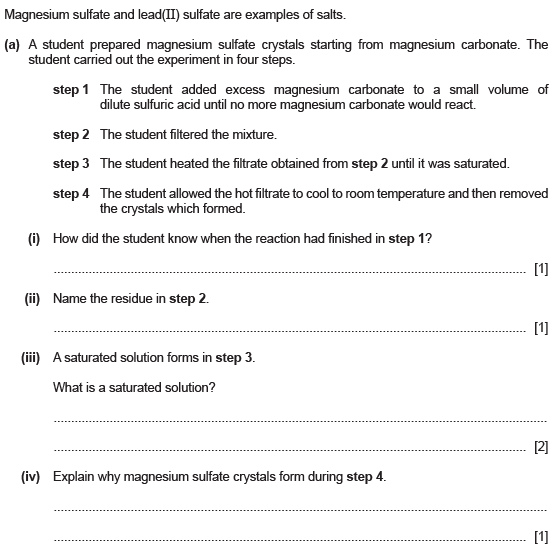 Magnesium sulfate and lead(II) sulfate are examples of salts.
(a) A student prepared magnesium sulfate crystals starting from magnesium carbonate. The
student carried out the experiment in four steps.
step 1 The student added excess magnesium carbonate to a small volume of
dilute sulfuric acid until no more magnesium carbonate would react.
step 2 The student filtered the mixture.
step 3 The student heated the filtrate obtained from step 2 until it was saturated.
step 4 The student allowed the hot filtrate to cool to room temperature and then removed
the crystals which formed.
(i) How did the student know when the reaction had finished in step 1?
[1]
(ii) Name the residue in step 2.
[1]
(iii) A saturated solution forms in step 3.
What is a saturated solution?
[2]
(iv) Explain why magnesium sulfate crystals form during step 4.
[1]